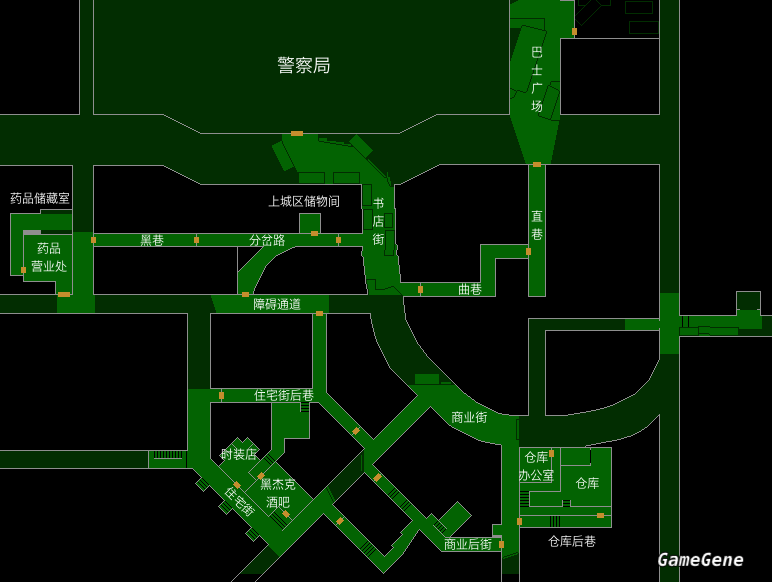 警察局
巴士广场
药品储藏室
上城区储物间
书店街
直巷
黑巷
分岔路
药品
营业处
曲巷
障碍通道
住宅街后巷
商业街
时装店
仓库
办公室
仓库
黑杰克
酒吧
住宅街
商业后街
仓库后巷
GameGene